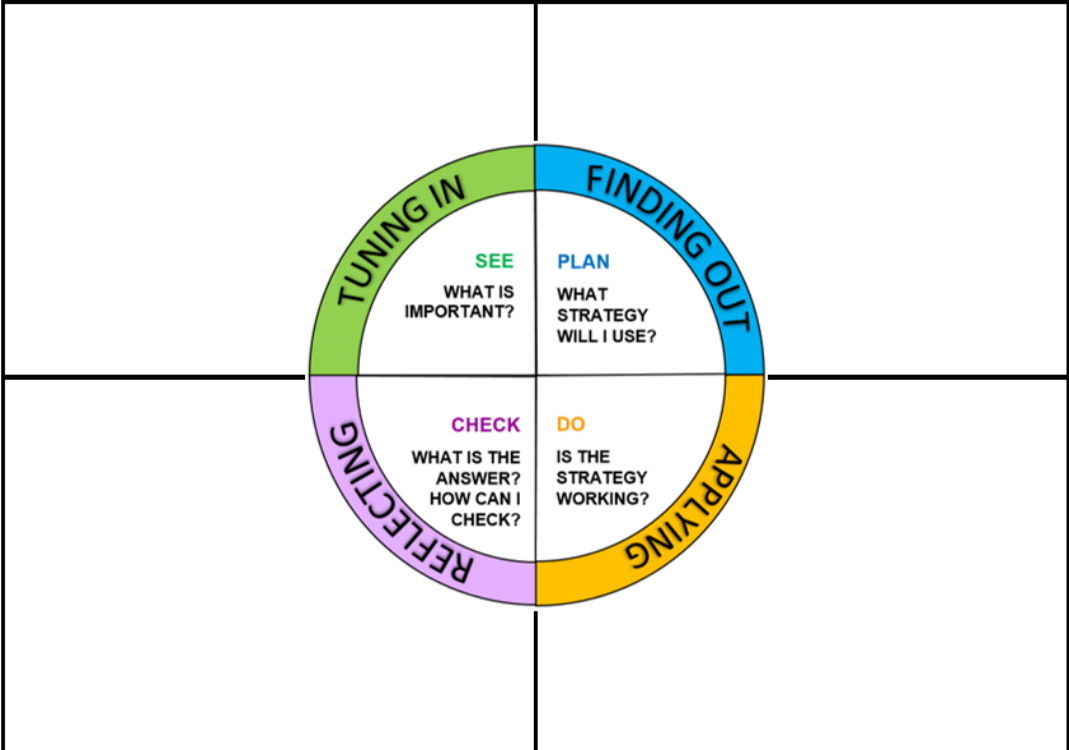 TUNING IN
SEE
WHAT IS
IMPORTANT?
FINDING OUT
PLAN
WHAT
STRATEGY
WILL I USE?
APPLYING
DO
IS THE
STRATEGY
WORKING?
REFLECTING
CHECK
WHAT IS THE
ANSWER?
HOW CAN I
CHECK?